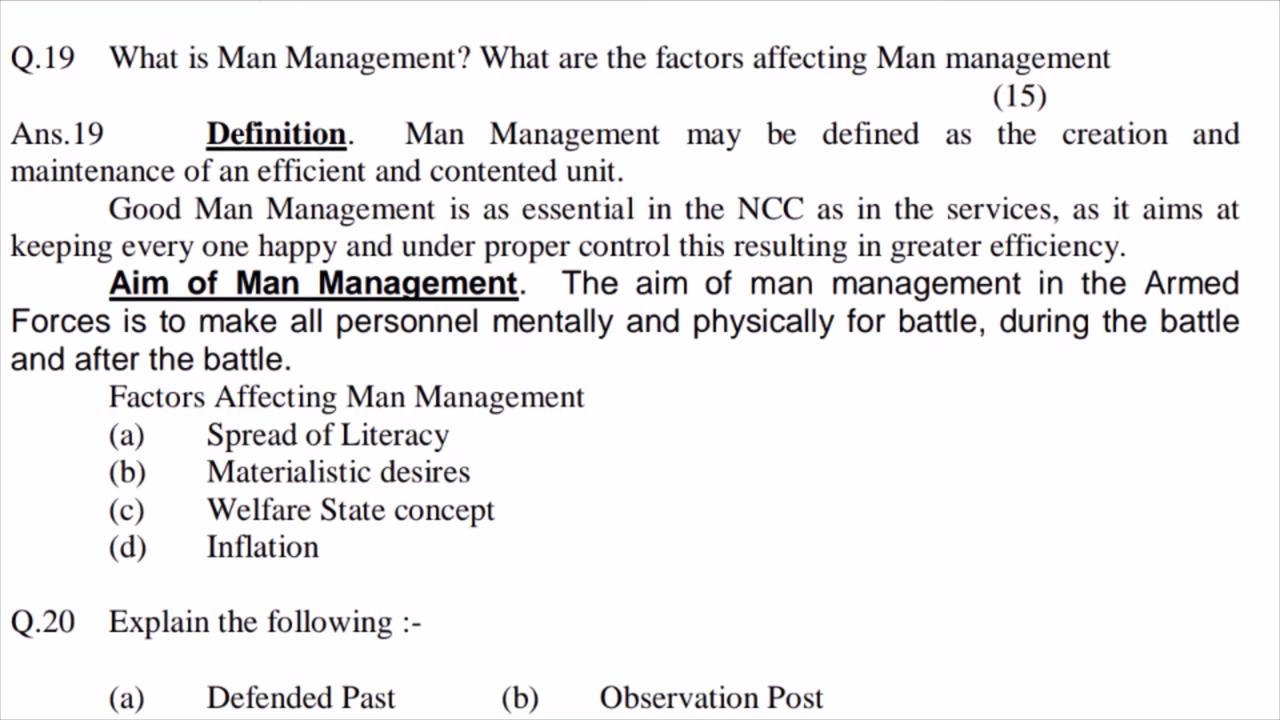 Q.19 What is Man Management? What are the factors affecting Man management
(15)
Ans.19 Definition. Man Management may be defined as the creation and
maintenance of an efficient and contented unit.
Good Man Management is as essential in the NCC as in the services, as it aims at
keeping every one happy and under proper control this resulting in greater efficiency.
Aim of Man Management. The aim of man management in the Armed
Forces is to make all personnel mentally and physically for battle, during the battle
and after the battle.
Factors Affecting Man Management
(a) Spread of Literacy
(b) Materialistic desires
(c) Welfare State concept
(d) Inflation
Q.20 Explain the following :-
(a) Defended Past (b) Observation Post